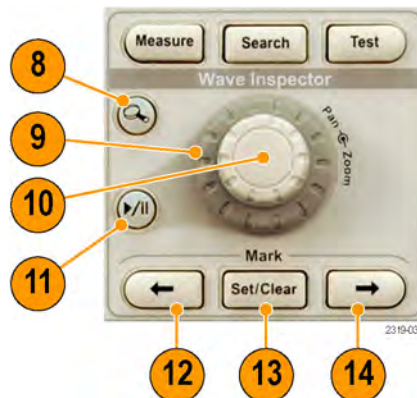 Measure Search Test
Wave Inspector
8
Pan Zoom
9
10
▶/II
11
Mark
← Set/Clear →
2319-03
12 13 14